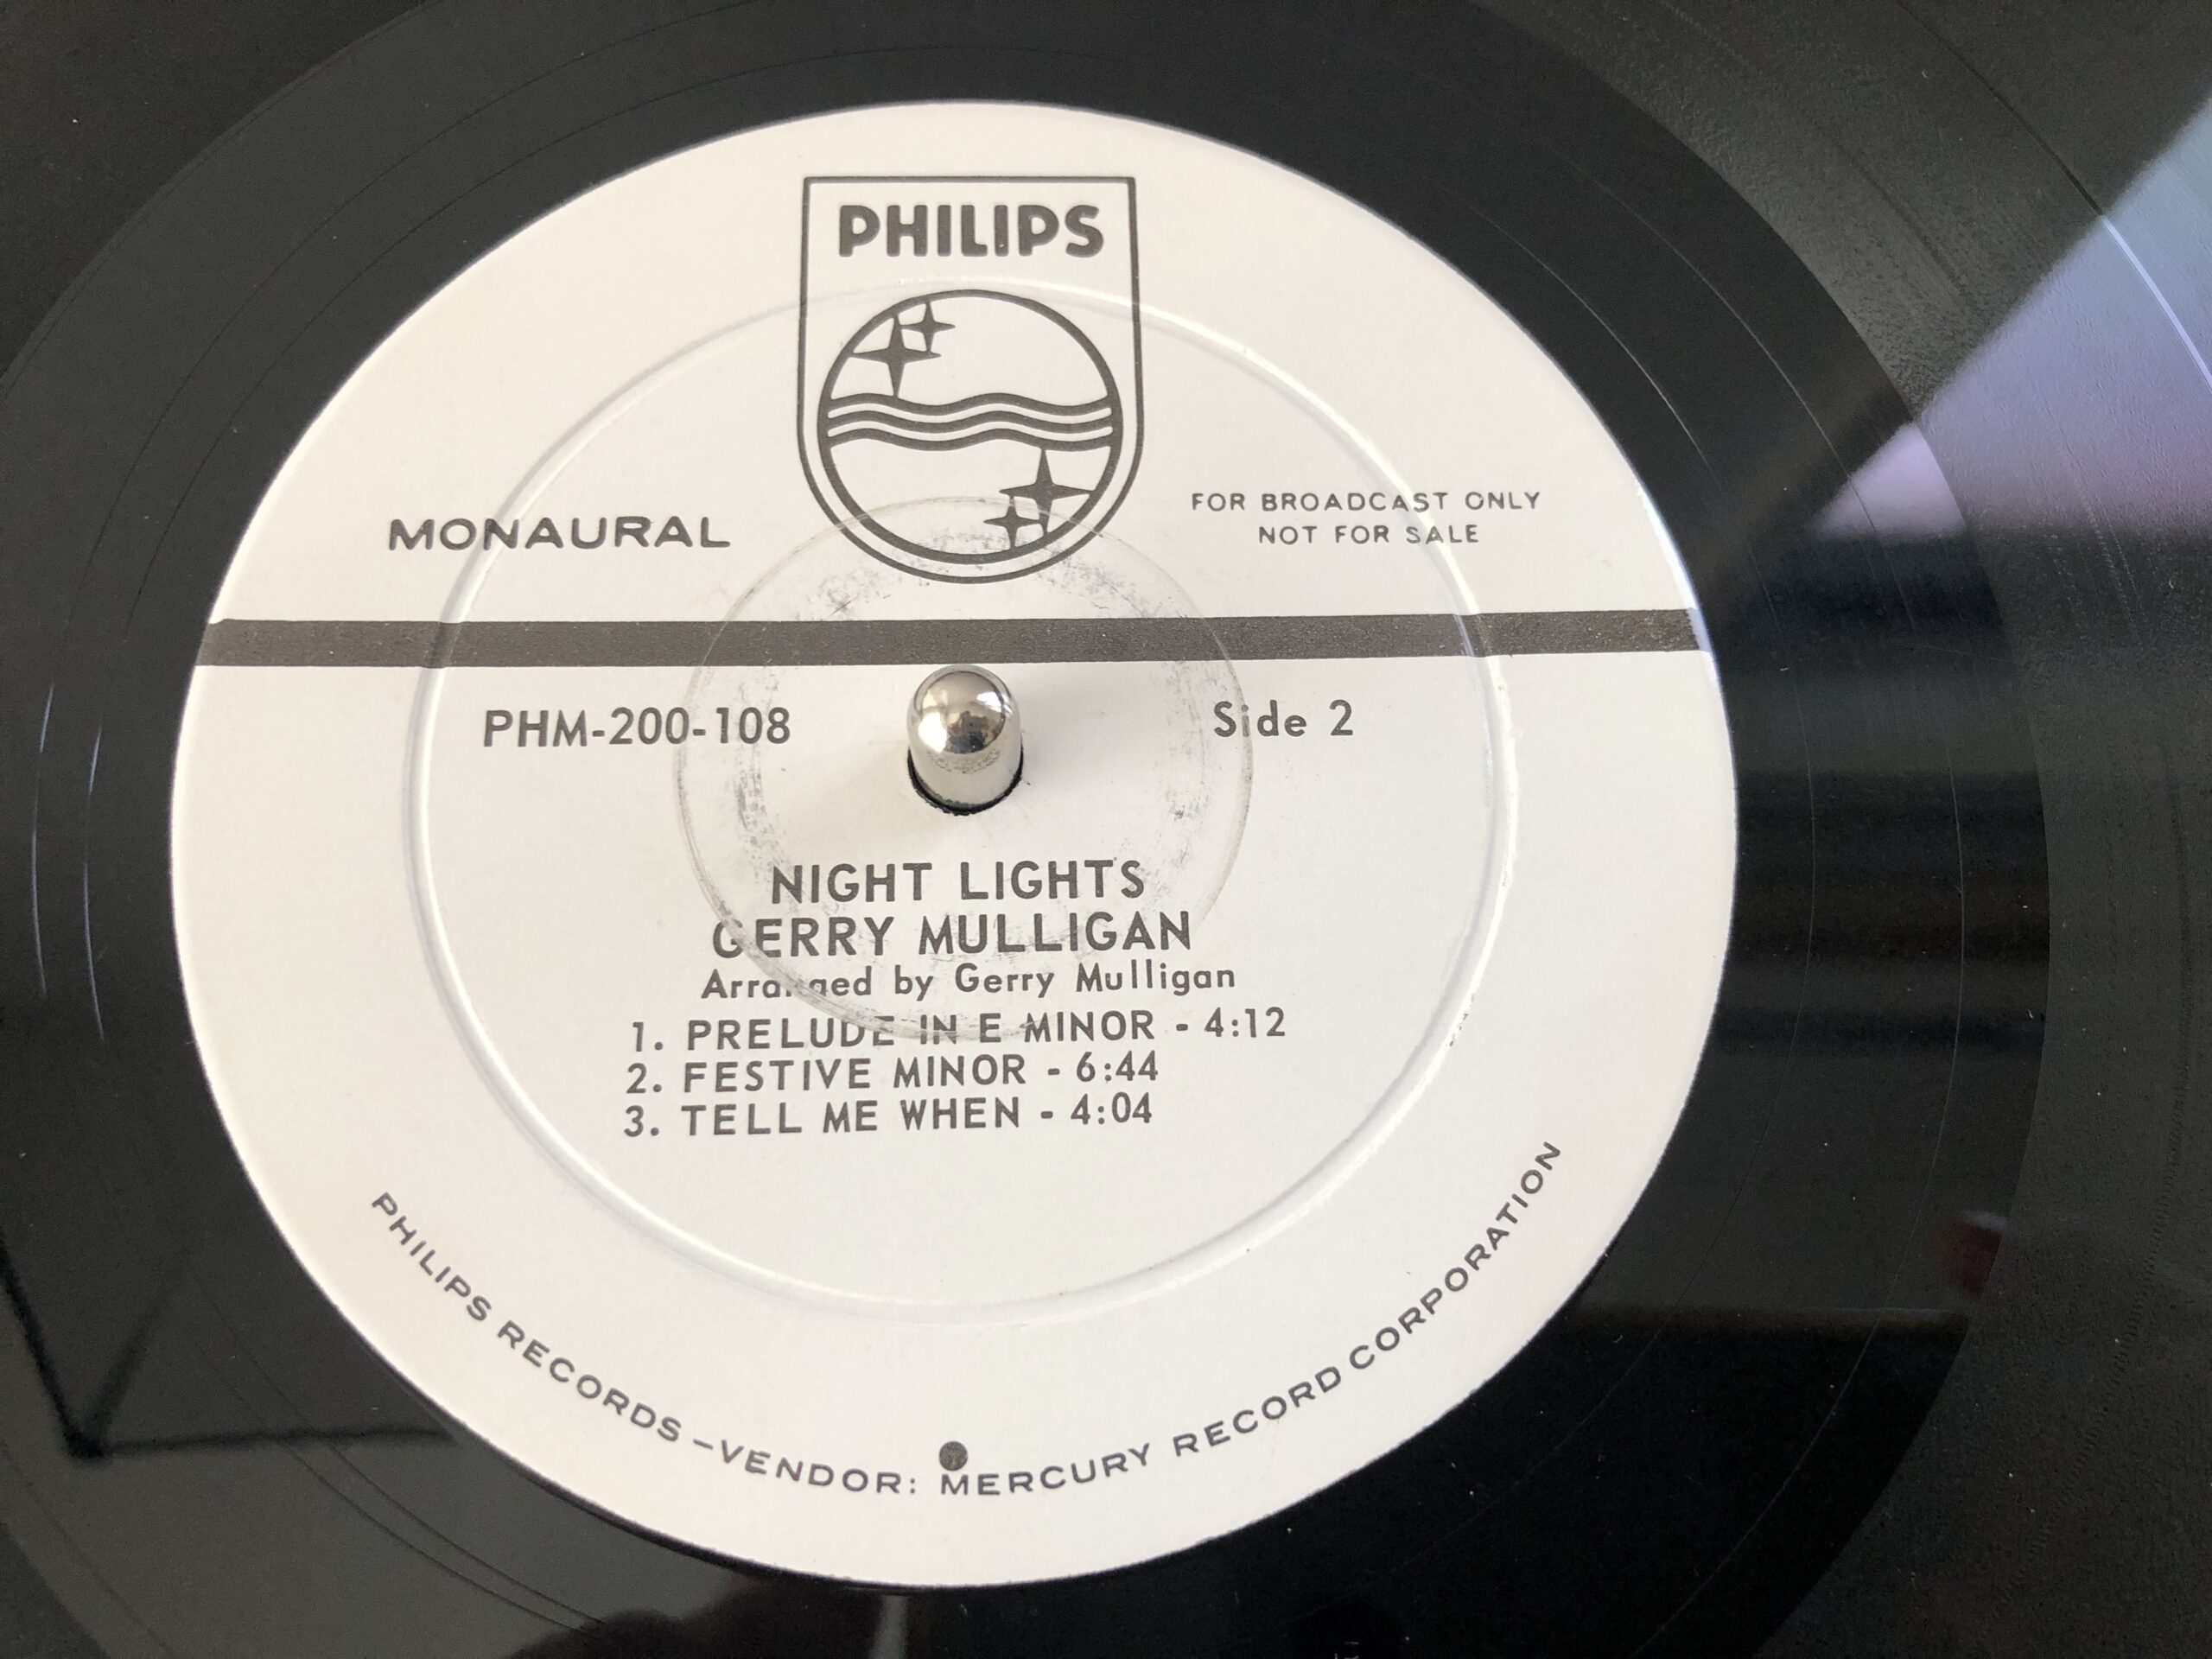 PHILIPS
MONAURAL
FOR BROADCAST ONLY
NOT FOR SALE
PHM-200-108
Side 2
NIGHT LIGHTS
GERRY MULLIGAN
Arranged by Gerry Mulligan
1. PRELUDE IN E MINOR - 4:12
2. FESTIVE MINOR - 6:44
3. TELL ME WHEN - 4:04
PHILIPS RECORDS – VENDOR: MERCURY RECORD CORPORATION